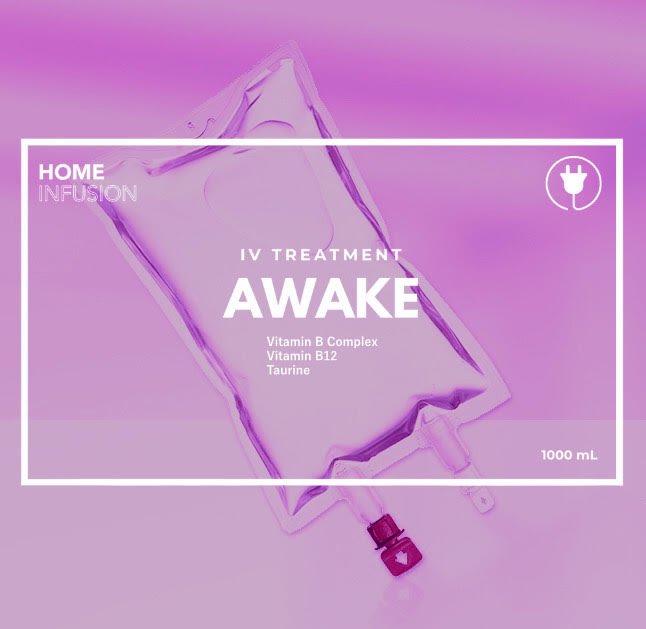 HOME
INFUSION
IV TREATMENT
AWAKE
Vitamin B Complex
Vitamin B12
Taurine
1000 mL